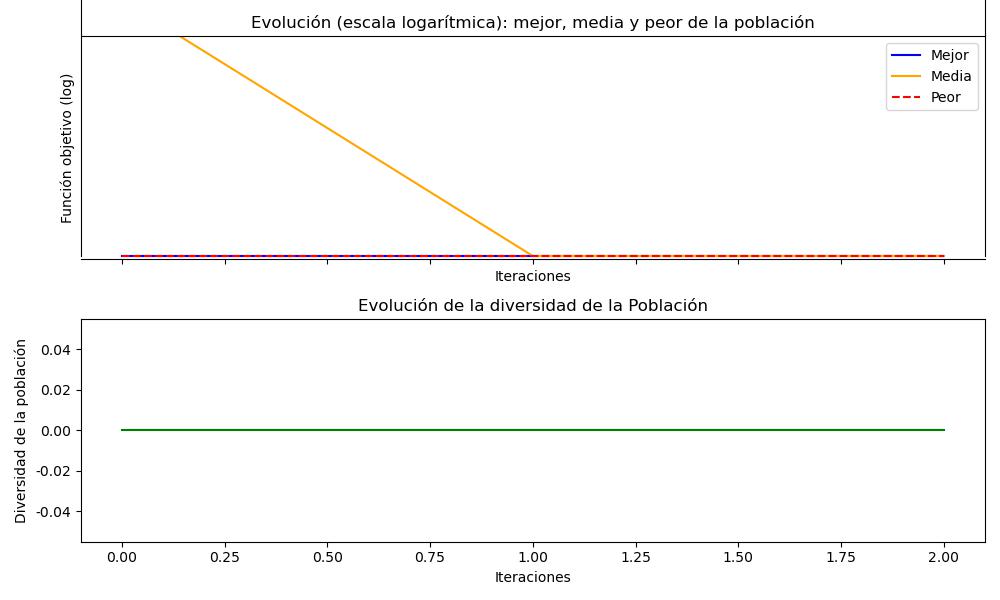 Evolución (escala logarítmica): mejor, media y peor de la población
Función objetivo (log)
Mejor
Media
Peor
Iteraciones
Evolución de la diversidad de la Población
Diversidad de la población
0.04
0.02
0.00
-0.02
-0.04
0.00 0.25 0.50 0.75 1.00 1.25 1.50 1.75 2.00
Iteraciones